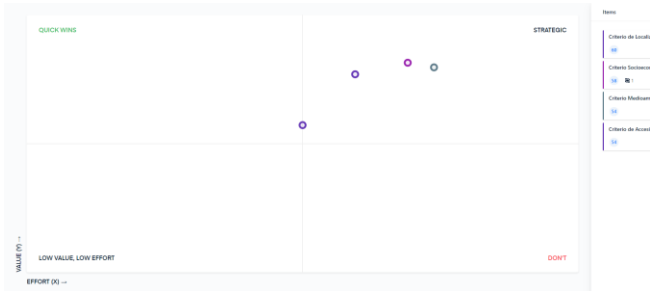 QUICK WINS
STRATEGIC
Items
Criterio de Locali
Criterio Socioeco
Criterio Medioam
Criterio de Accesi
VALUE (Y) →
LOW VALUE, LOW EFFORT
DON'T
EFFORT (X) →